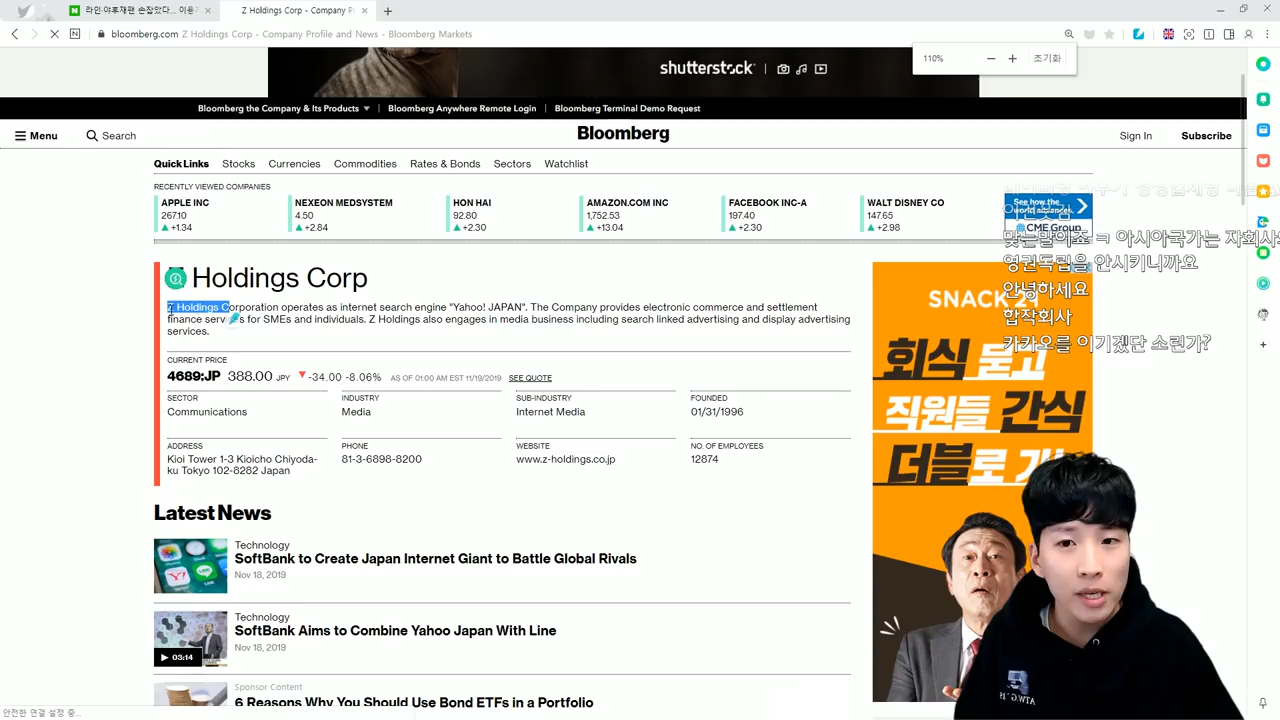 라인·야후재팬 손잡았다... 이용
Z Holdings Corp - Company P
bloomberg.com Z Holdings Corp - Company Profile and News - Bloomberg Markets
110%
초기화
shutterstock
Bloomberg the Company & Its Products
Bloomberg Anywhere Remote Login
Bloomberg Terminal Demo Request
Menu
Search
Bloomberg
Sign In
Subscribe
Quick Links
Stocks
Currencies
Commodities
Rates & Bonds
Sectors
Watchlist
RECENTLY VIEWED COMPANIES
APPLE INC
267.10
+1.34
NEXEON MEDSYSTEM
4.50
+2.84
HON HAI
92.80
+2.30
AMAZON.COM INC
1,752.53
+13.04
FACEBOOK INC-A
197.40
+2.30
WALT DISNEY CO
147.65
+2.98
See how the
world advances.
CME Group
맞는말이죠 ㅋ 아시아국가는 자회사로
영권독립을 안시키니까요
안녕하세요
합작회사
카카오를 이기겠단 소린가?
Holdings Corp
Z Holdings Corporation operates as internet search engine "Yahoo! JAPAN". The Company provides electronic commerce and settlement
finance services for SMEs and individuals. Z Holdings also engages in media business including search linked advertising and display advertising
services.
CURRENT PRICE
4689:JP 388.00 JPY -34.00 -8.06% AS OF 01:00 AM EST 11/19/2019 SEE QUOTE
SECTOR
Communications
INDUSTRY
Media
SUB-INDUSTRY
Internet Media
FOUNDED
01/31/1996
ADDRESS
Kioi Tower 1-3 Kioicho Chiyoda-
ku Tokyo 102-8282 Japan
PHONE
81-3-6898-8200
WEBSITE
www.z-holdings.co.jp
NO. OF EMPLOYEES
12874
SNACK 24
회식 묻고
직원들 간식
더블로
Latest News
Technology
SoftBank to Create Japan Internet Giant to Battle Global Rivals
Nov 18, 2019
Technology
SoftBank Aims to Combine Yahoo Japan With Line
Nov 18, 2019
03:14
Sponsor Content
6 Reasons Why You Should Use Bond ETFs in a Portfolio
안전한 연결 설정 중...